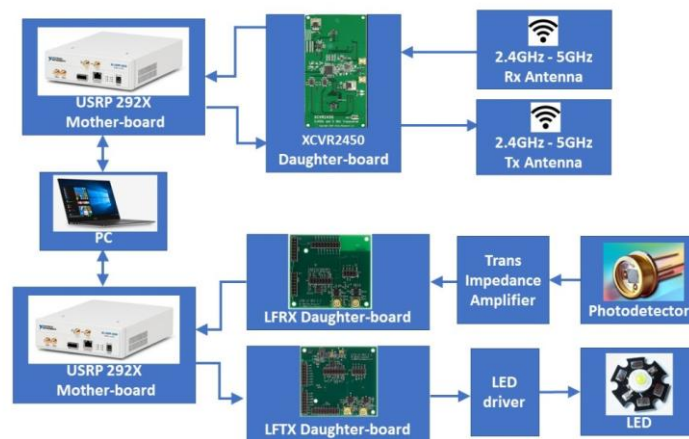 2.4GHz - 5GHz
Rx Antenna
USRP 292X
Mother-board
XCVR2450
Daughter-board
2.4GHz - 5GHz
Tx Antenna
PC
LFRX Daughter-board
Trans
Impedance
Amplifier
Photodetector
USRP 292X
Mother-board
LFTX Daughter-board
LED
driver
LED